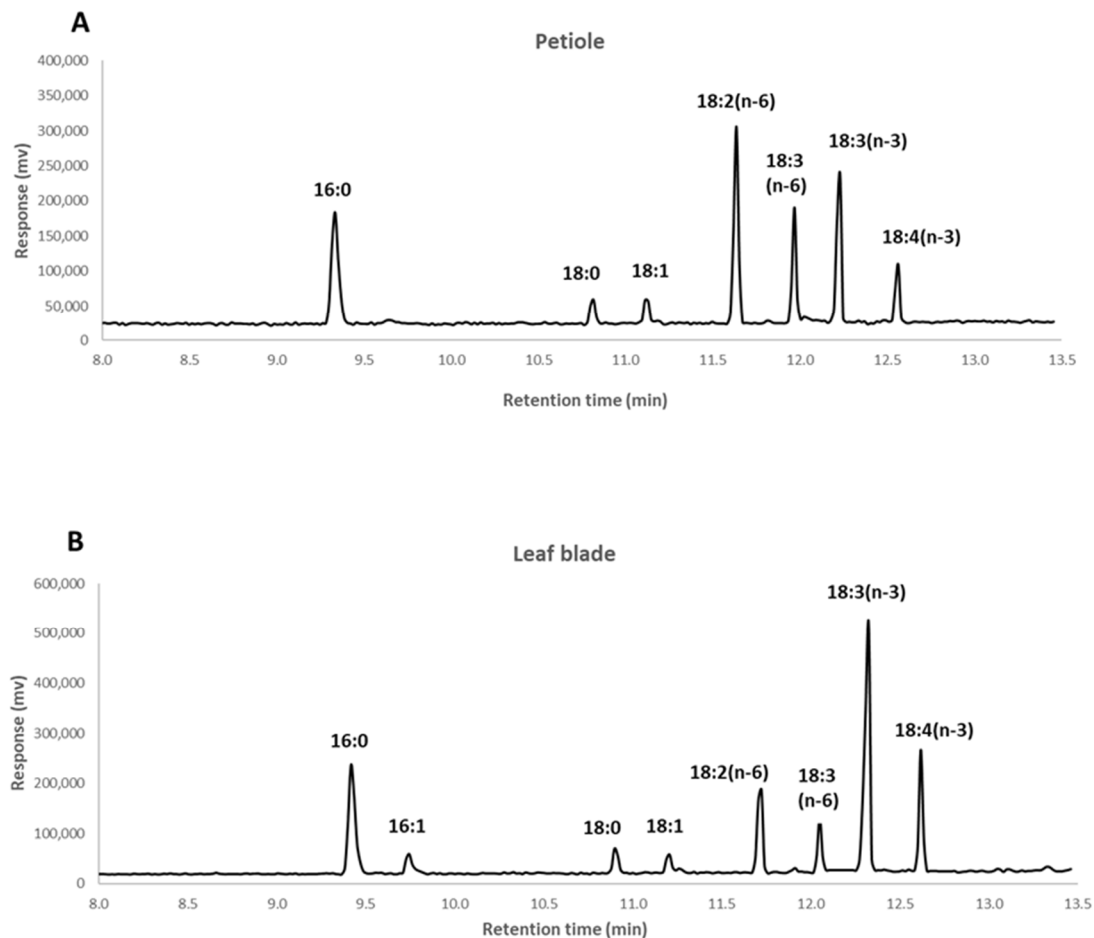 A
Petiole
400,000
350,000
300,000
250,000
200,000
150,000
100,000
50,000
0
Response (mv)
16:0
18:0
18:1
18:2(n-6)
18:3
(n-6)
18:3(n-3)
18:4(n-3)
8.0 8.5 9.0 9.5 10.0 10.5 11.0 11.5 12.0 12.5 13.0 13.5
Retention time (min)
B
Leaf blade
600,000
500,000
400,000
300,000
200,000
100,000
0
Response (mv)
16:0
16:1
18:0
18:1
18:2(n-6)
18:3
(n-6)
18:3(n-3)
18:4(n-3)
8.0 8.5 9.0 9.5 10.0 10.5 11.0 11.5 12.0 12.5 13.0 13.5
Retention time (min)